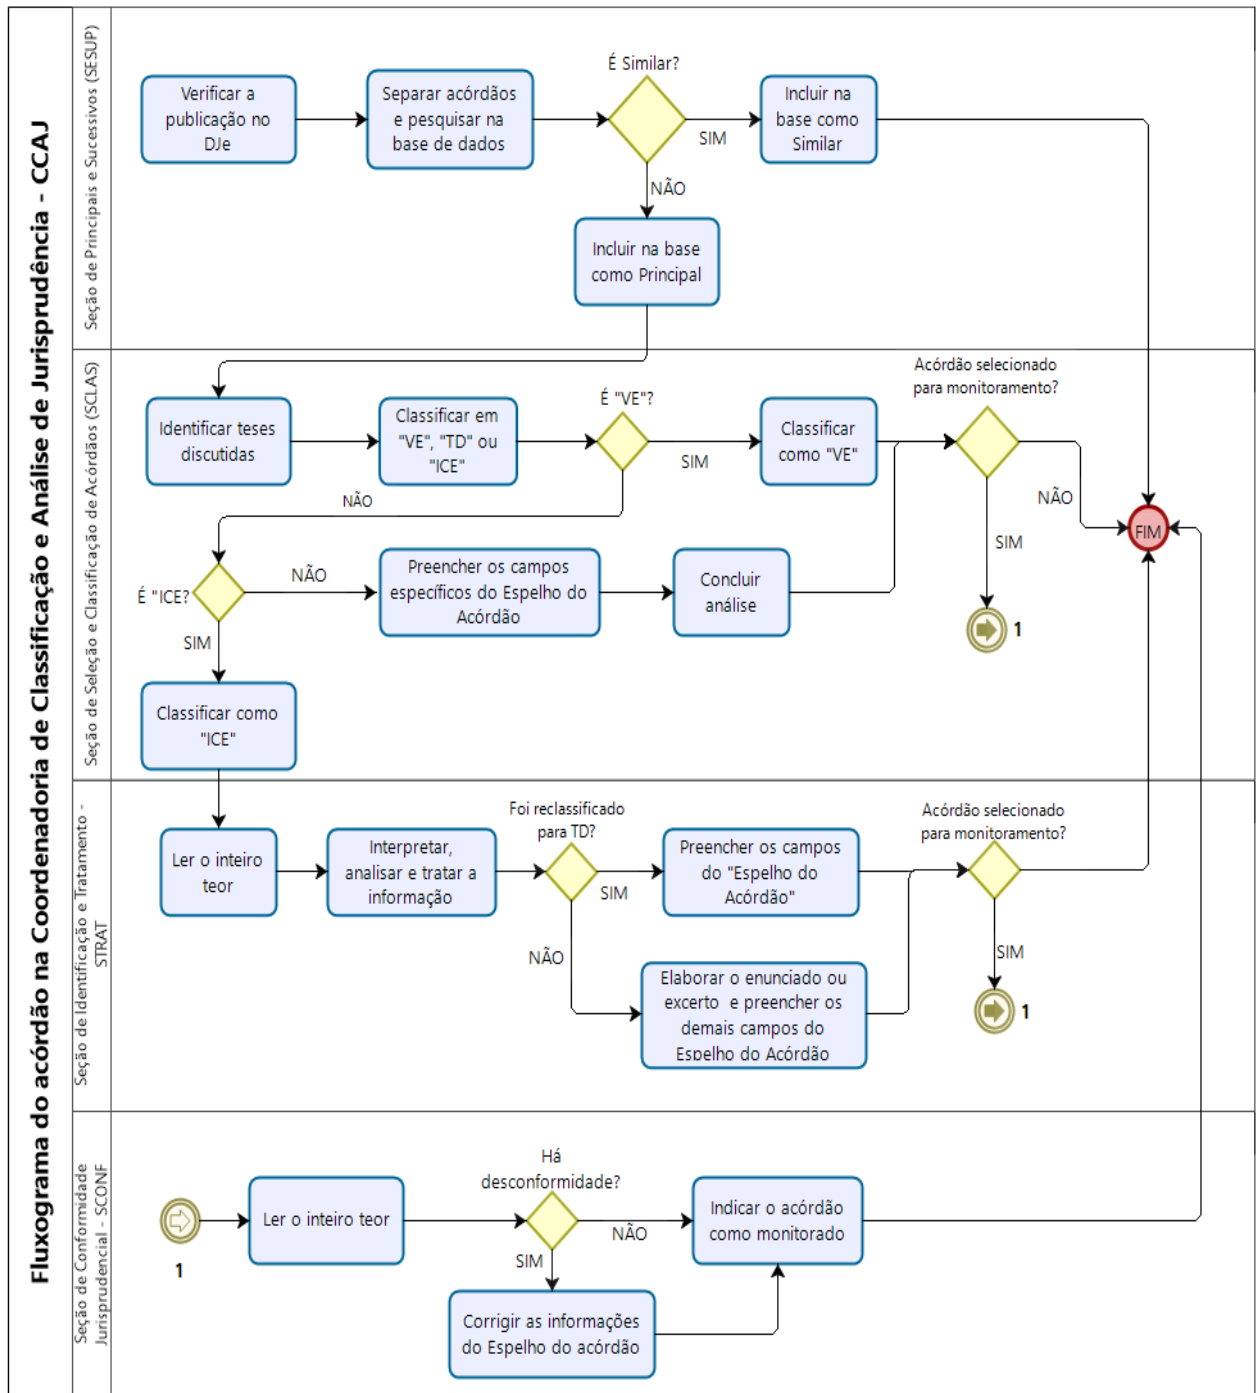 Fluxograma do acórdão na Coordenadoria de Classificação e Análise de Jurisprudência - CCAJ
Seção de Principais e Sucessivos (SESUP)
Verificar a
publicação no
DJe
Separar acórdãos
e pesquisar na
base de dados
É Similar?
SIM
NÃO
Incluir na
base como
Similar
Incluir na base
como Principal
Seção de Seleção e Classificação de Acórdãos (SCLAS)
Identificar teses
discutidas
Classificar em
"VE", "TD" ou
"ICE"
É "VE"?
SIM
NÃO
Classificar
como "VE"
Acórdão selecionado
para monitoramento?
NÃO
SIM
FIM
1
É "ICE?
NÃO
SIM
Preencher os campos
específicos do Espelho do
Acórdão
Concluir
análise
Classificar como
"ICE"
Seção de Identificação e Tratamento -
STRAT
Ler o inteiro
teor
Interpretar,
analisar e tratar a
informação
Foi reclassificado
para TD?
SIM
NÃO
Preencher os campos
do "Espelho do
Acórdão"
Elaborar o enunciado ou
excerto e preencher os
demais campos do
Espelho do Acórdão
Acórdão selecionado
para monitoramento?
SIM
1
Seção de Conformidade
Jurisprudencial - SCONF
1
Ler o inteiro teor
Há
desconformidade?
NÃO
SIM
Indicar o acórdão
como monitorado
Corrigir as informações
do Espelho do acórdão